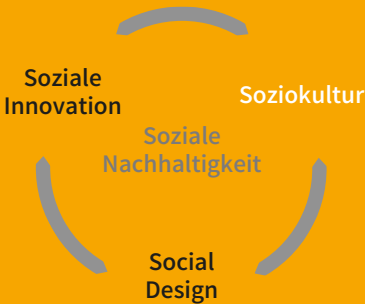 Soziale
Innovation
Soziokultur
Soziale
Nachhaltigkeit
Social
Design